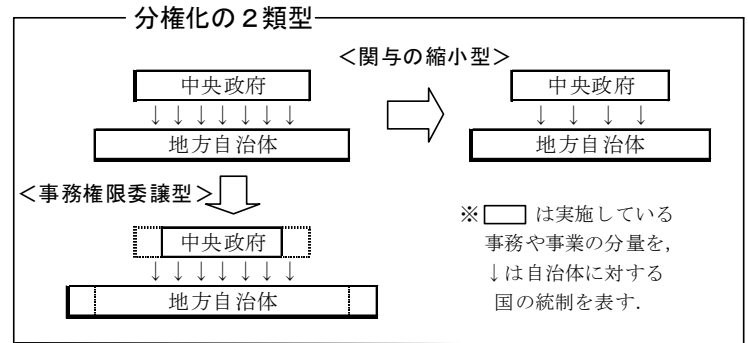 分権化の２類型
＜関与の縮小型＞
中央政府
↓ ↓ ↓ ↓ ↓ ↓ ↓
地方自治体
中央政府
↓ ↓ ↓ ↓
地方自治体
＜事務権限委譲型＞
中央政府
↓ ↓ ↓ ↓ ↓ ↓ ↓
地方自治体
※ は実施している
事務や事業の分量を,
↓は自治体に対する
国の統制を表す.